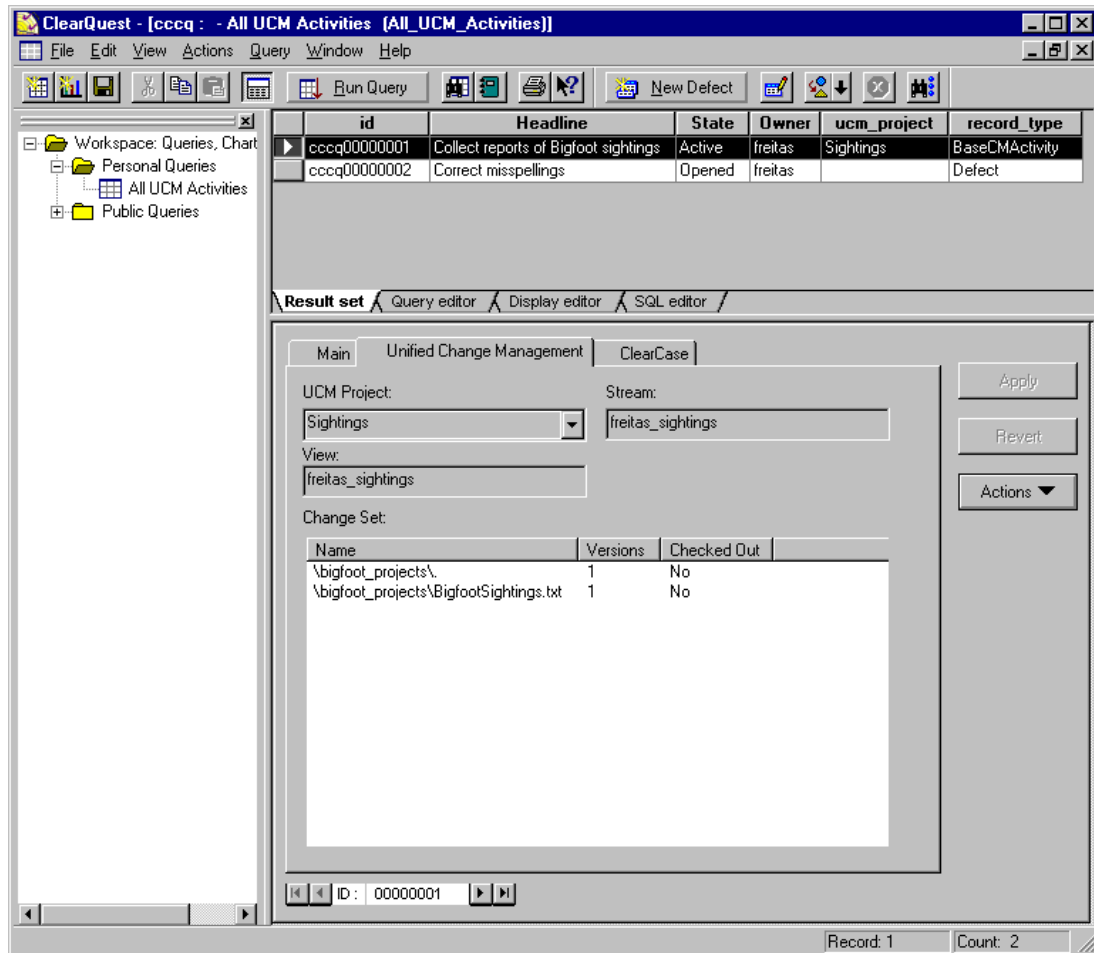 ClearQuest - [cccq : - All UCM Activities (All_UCM_Activities)]
File Edit View Actions Query Window Help
Run Query New Defect
Workspace: Queries, Chart
Personal Queries
All UCM Activities
Public Queries
id Headline State Owner ucm_project record_type
cccq00000001 Collect reports of Bigfoot sightings Active freitas Sightings BaseCMActivity
cccq00000002 Correct misspellings Opened freitas Defect
Result set Query editor Display editor SQL editor
Main Unified Change Management ClearCase
UCM Project: Stream:
Sightings freitas_sightings
View:
freitas_sightings
Change Set:
Name Versions Checked Out
\bigfoot_projects\. 1 No
\bigfoot_projects\BigfootSightings.txt 1 No
Apply
Revert
Actions
ID : 00000001
Record: 1 Count: 2